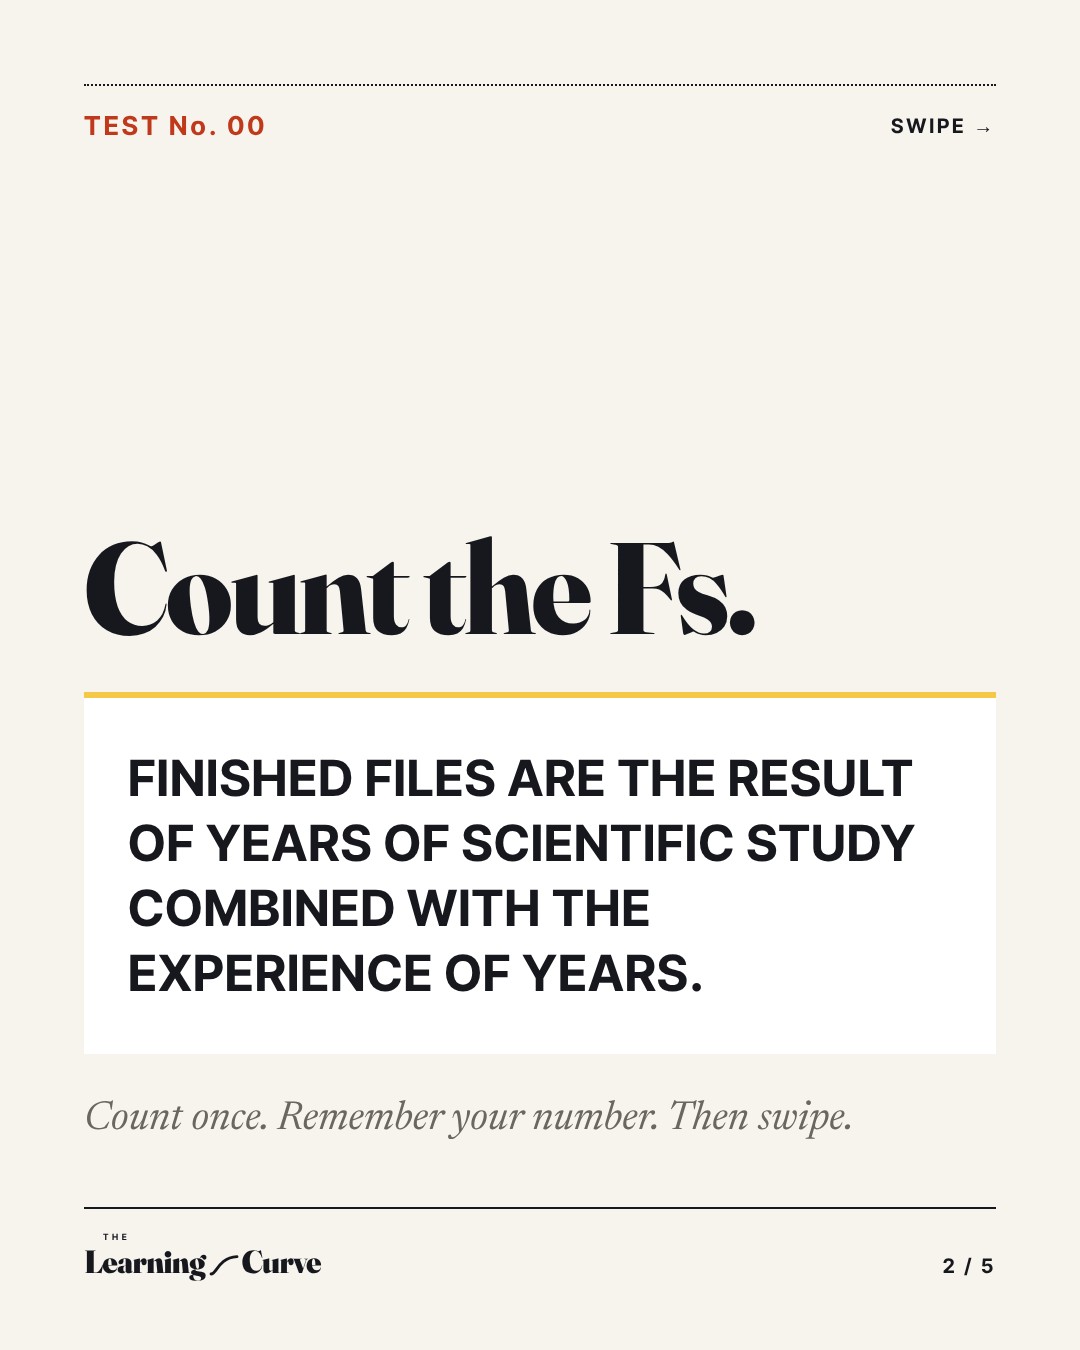 TEST No. 00
SWIPE →
Count the Fs.
FINISHED FILES ARE THE RESULT
OF YEARS OF SCIENTIFIC STUDY
COMBINED WITH THE
EXPERIENCE OF YEARS.
Count once. Remember your number. Then swipe.
THE
Learning Curve
2 / 5